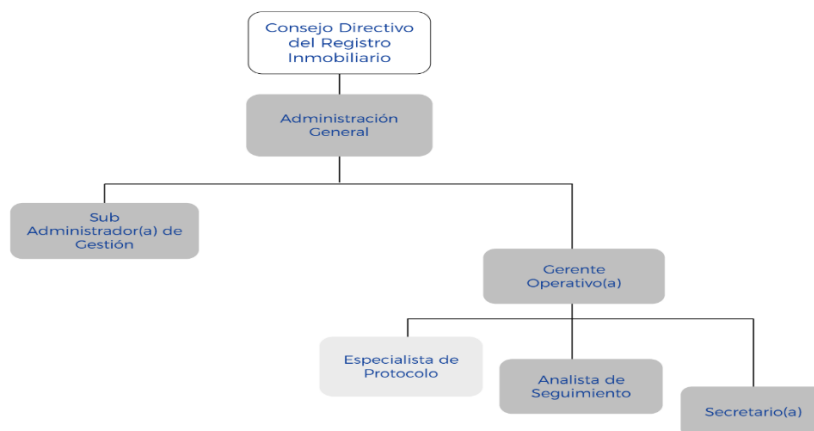 Consejo Directivo
del Registro
Inmobiliario
Administración
General
Sub
Administrador(a) de
Gestión
Gerente
Operativo(a)
Especialista de
Protocolo
Analista de
Seguimiento
Secretario(a)